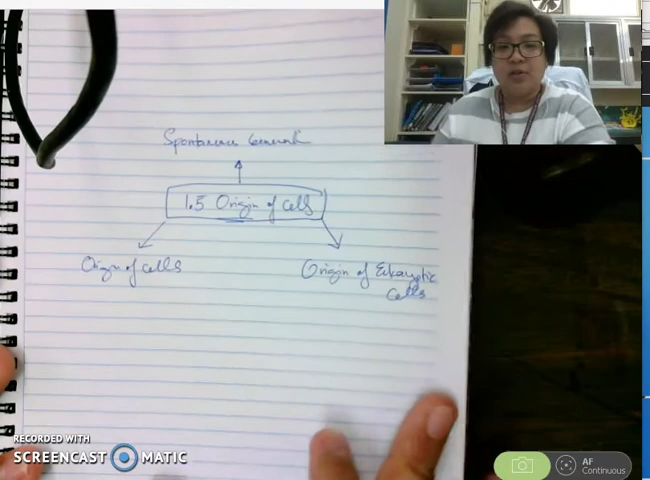 Spontaneous Generati
1.5 Origin of cells
Origin of cells
Origin of Eukaryotic
Cells
RECORDED WITH
SCREENCAST MATIC
AF
Continuous